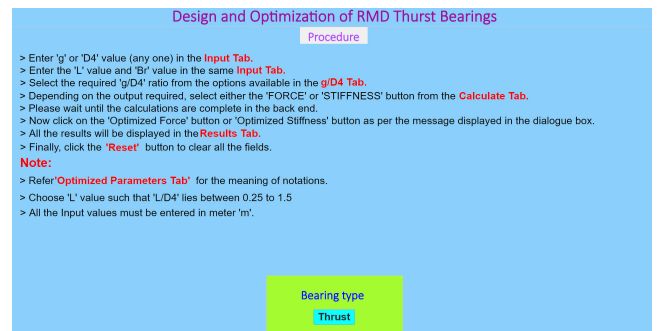 Design and Optimization of RMD Thurst Bearings
Procedure
> Enter 'g' or 'D4' value (any one) in the Input Tab.
> Enter the 'L' value and 'Br' value in the same Input Tab.
> Select the required 'g/D4' ratio from the options available in the g/D4 Tab.
> Depending on the output required, select either the 'FORCE' or 'STIFFNESS' button from the Calculate Tab.
> Please wait until the calculations are complete in the back end.
> Now click on the 'Optimized Force' button or 'Optimized Stiffness' button as per the message displayed in the dialogue box.
> All the results will be displayed in the Results Tab.
> Finally, click the 'Reset' button to clear all the fields.
Note:
> Refer 'Optimized Parameters Tab' for the meaning of notations.
> Choose 'L' value such that 'L/D4' lies between 0.25 to 1.5
> All the Input values must be entered in meter 'm'.
Bearing type
Thrust